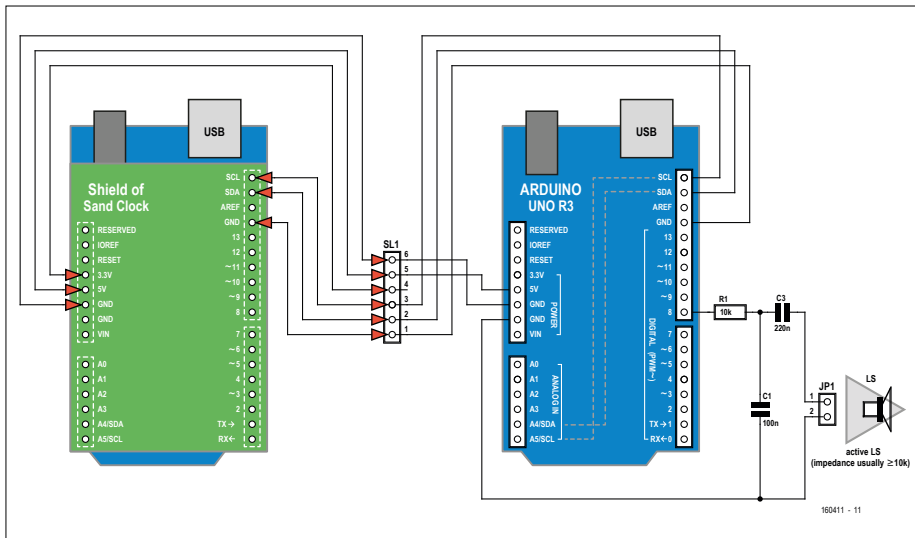 USB
Shield of
Sand Clock
SCL
SDA
AREF
GND
13
12
~11
~10
~9
8
7
~6
~5
4
~3
2
TX→
RX←
RESERVED
IOREF
RESET
3.3V
5V
GND
GND
VIN
A0
A1
A2
A3
A4/SDA
A5/SCL
SL1
6
5
4
3
2
1
USB
ARDUINO
UNO R3
SCL
SDA
AREF
GND
13
12
~11
~10
~9
8
7
~6
~5
4
~3
2
TX→1
RX←0
RESERVED
IOREF
RESET
3.3V
5V
GND
GND
VIN
POWER
A0
A1
A2
A3
A4/SDA
A5/SCL
ANALOG IN
DIGITAL (PWM~)
R1
10k
C3
220n
C1
100n
JP1
1
2
LS
active LS
(impedance usually ≥10k)
160411 - 11